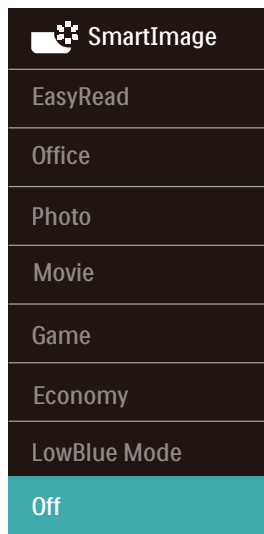 SmartImage
EasyRead
Office
Photo
Movie
Game
Economy
LowBlue Mode
Off